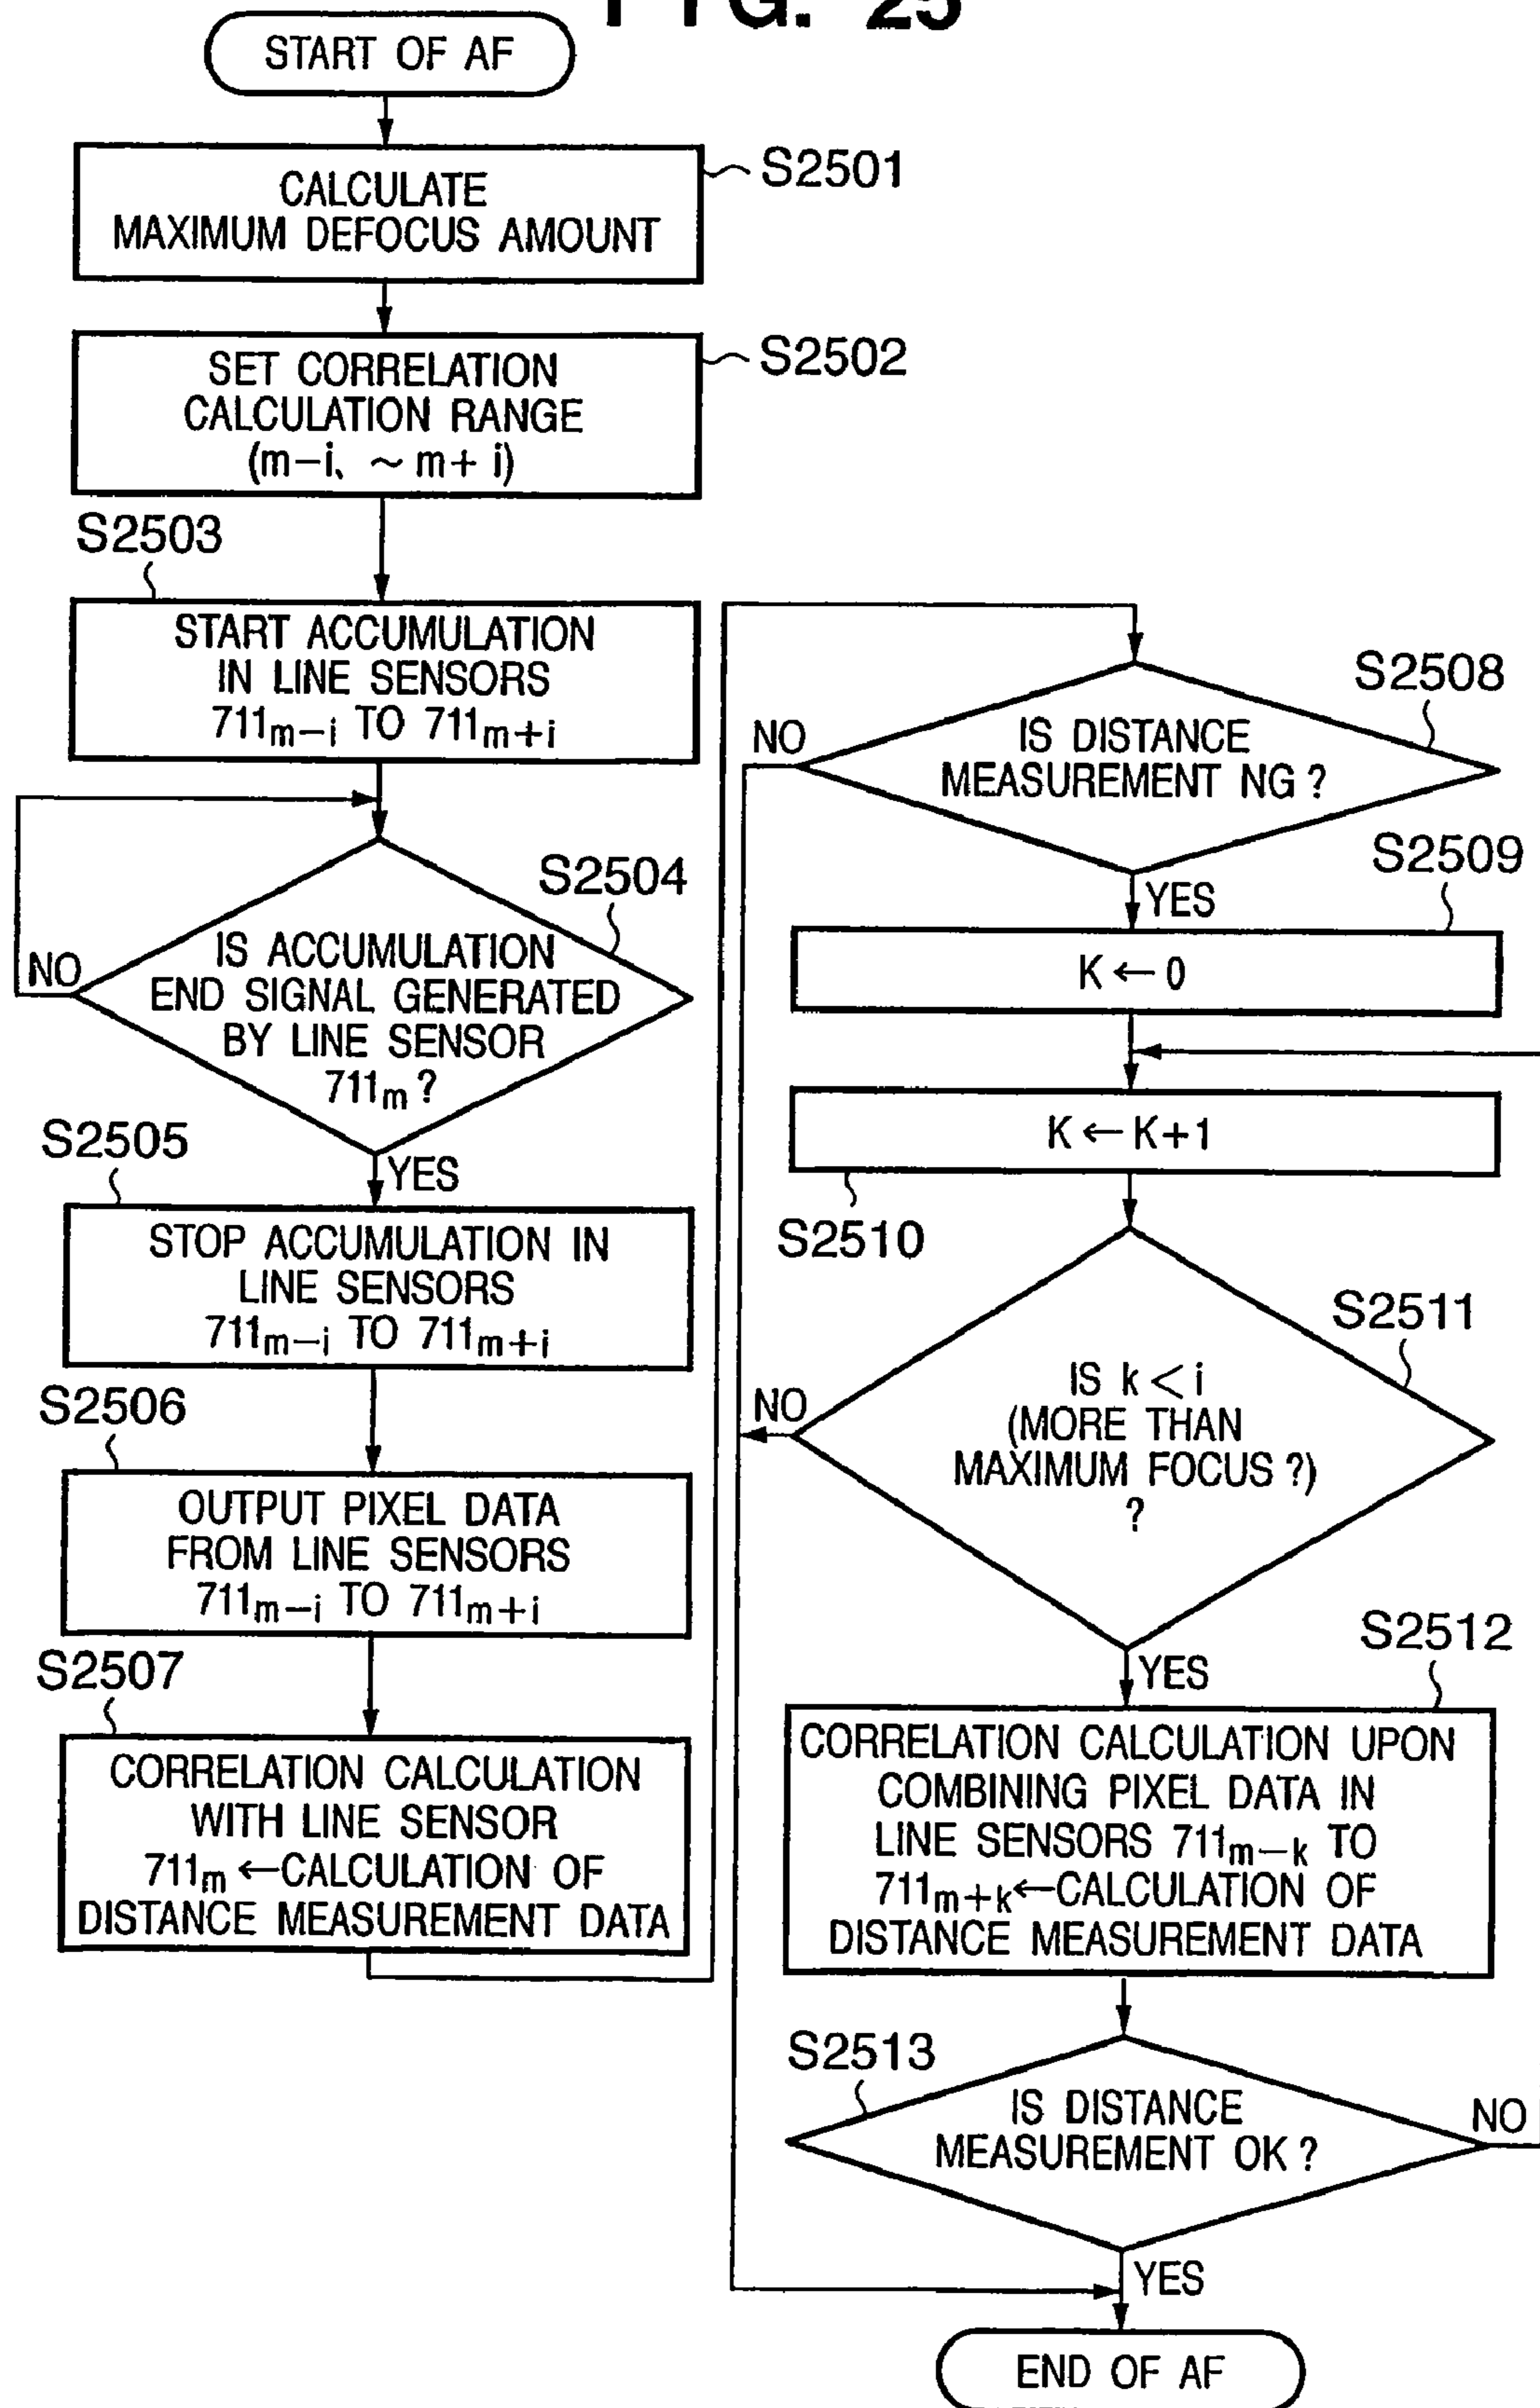 FIG. 25
START OF AF
CALCULATE
MAXIMUM DEFOCUS AMOUNT
S2501
SET CORRELATION
CALCULATION RANGE
(m−i, ~ m+ i)
S2502
S2503
START ACCUMULATION
IN LINE SENSORS
711m−i TO 711m+i
S2504
NO
IS ACCUMULATION
END SIGNAL GENERATED
BY LINE SENSOR
711m ?
YES
S2505
STOP ACCUMULATION IN
LINE SENSORS
711m−i TO 711m+i
S2506
OUTPUT PIXEL DATA
FROM LINE SENSORS
711m−i TO 711m+i
S2507
CORRELATION CALCULATION
WITH LINE SENSOR
711m ←CALCULATION OF
DISTANCE MEASUREMENT DATA
S2508
NO
IS DISTANCE
MEASUREMENT NG ?
YES
S2509
K ← 0
K ← K+1
S2510
S2511
NO
IS k < i
(MORE THAN
MAXIMUM FOCUS ?)
?
YES
S2512
CORRELATION CALCULATION UPON
COMBINING PIXEL DATA IN
LINE SENSORS 711m−k TO
711m+k←CALCULATION OF
DISTANCE MEASUREMENT DATA
S2513
IS DISTANCE
MEASUREMENT OK ?
NO
YES
END OF AF